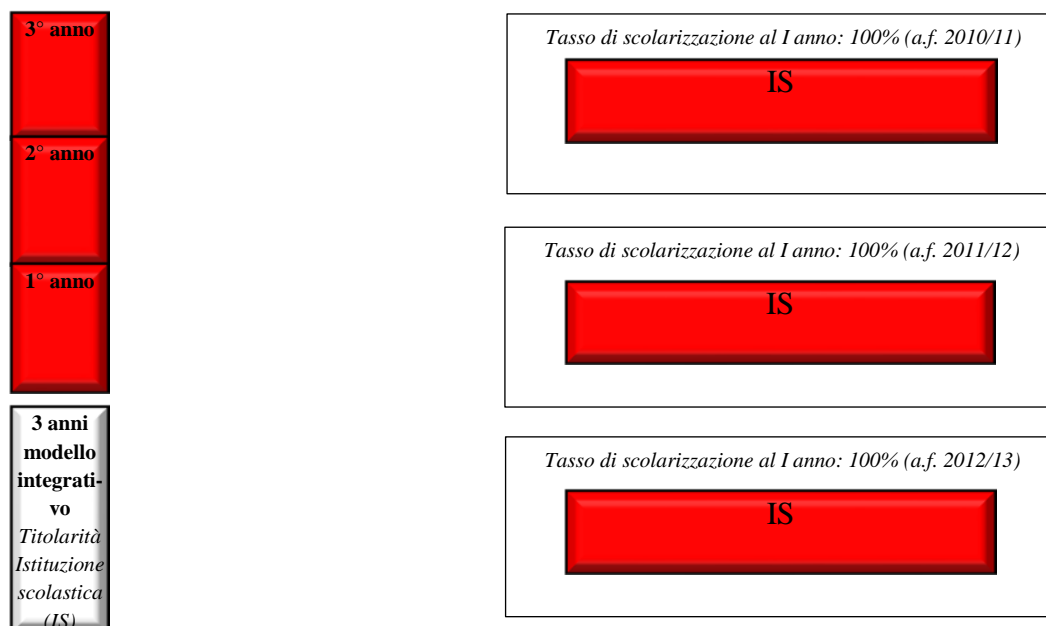 3° anno
2° anno
1° anno
3 anni
modello
integrati-
vo
Titolarità
Istituzione
scolastica
(IS)
Tasso di scolarizzazione al I anno: 100% (a.f. 2010/11)
IS
Tasso di scolarizzazione al I anno: 100% (a.f. 2011/12)
IS
Tasso di scolarizzazione al I anno: 100% (a.f. 2012/13)
IS